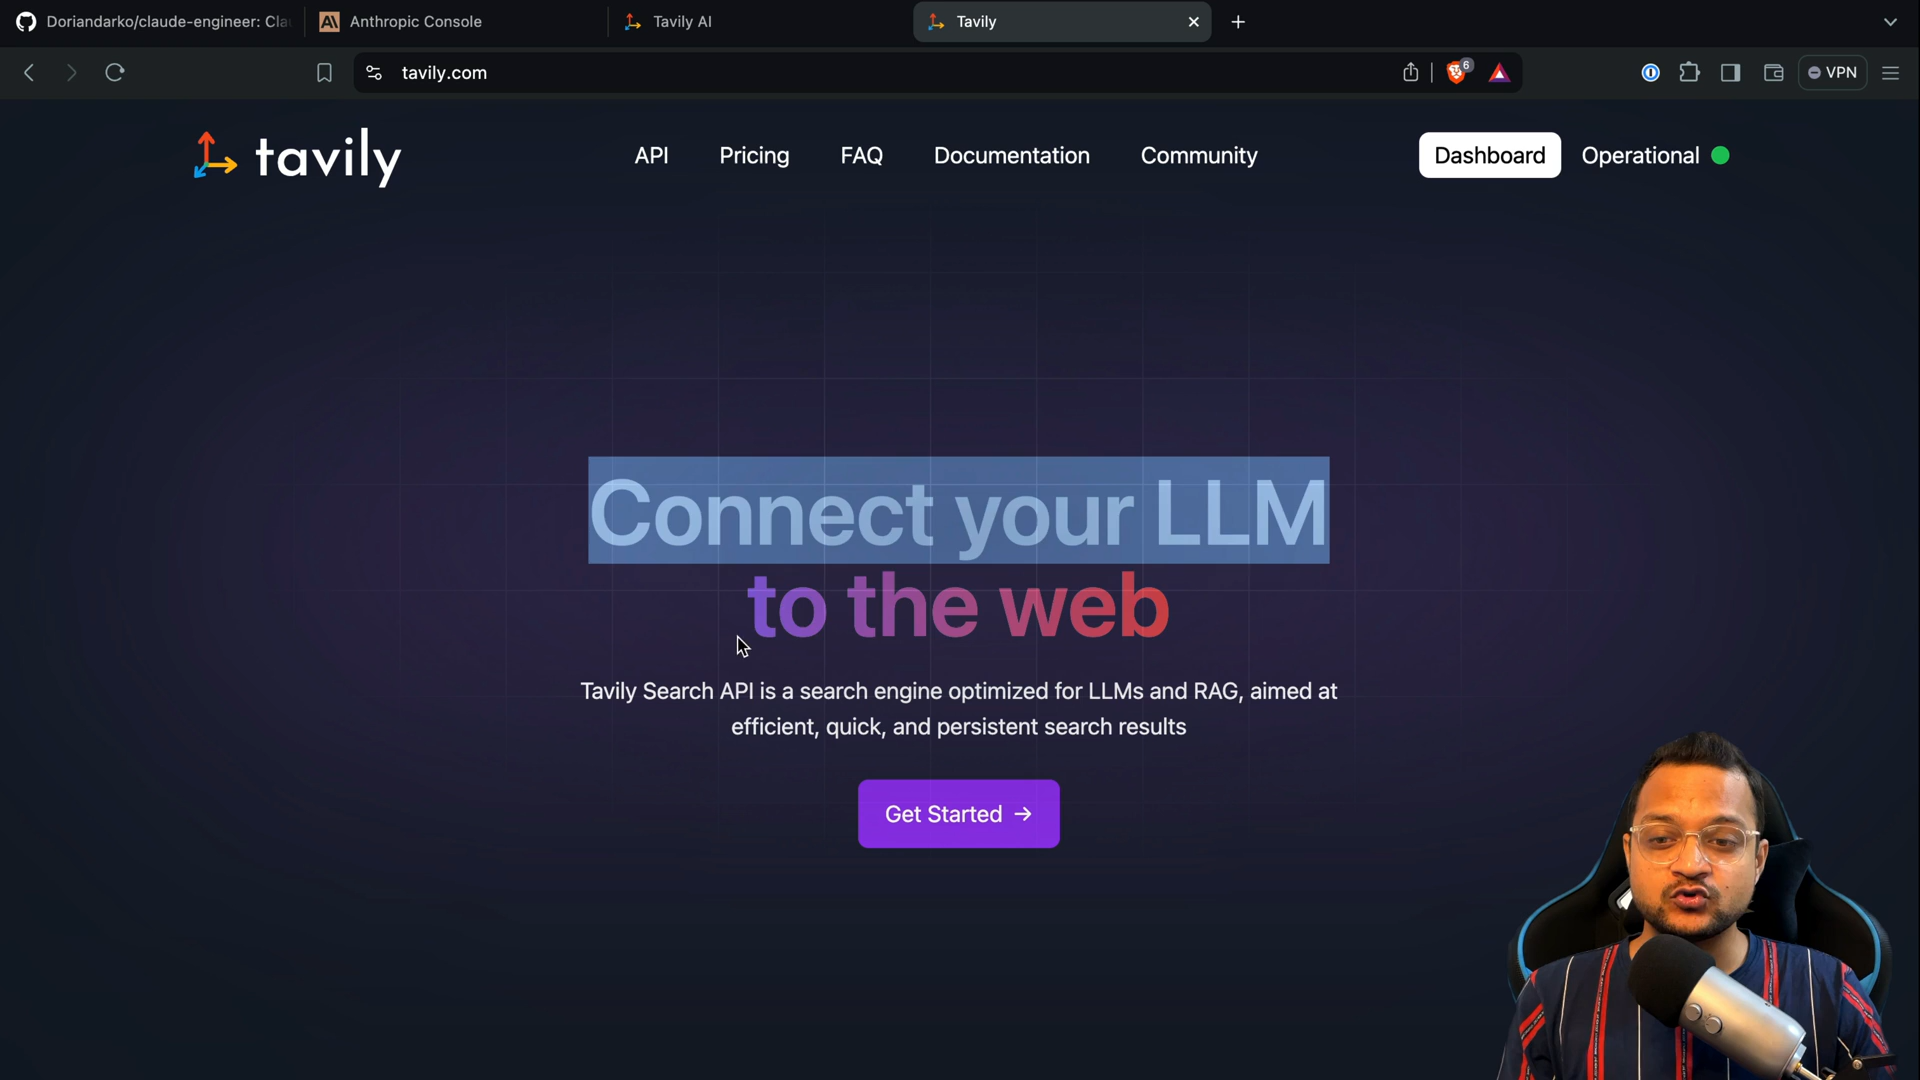 Doriandarko/claude-engineer: Cla
Anthropic Console
Tavily AI
Tavily
tavily.com
6
VPN
tavily
API
Pricing
FAQ
Documentation
Community
Dashboard
Operational
Connect your LLM
to the web
Tavily Search API is a search engine optimized for LLMs and RAG, aimed at
efficient, quick, and persistent search results
Get Started →